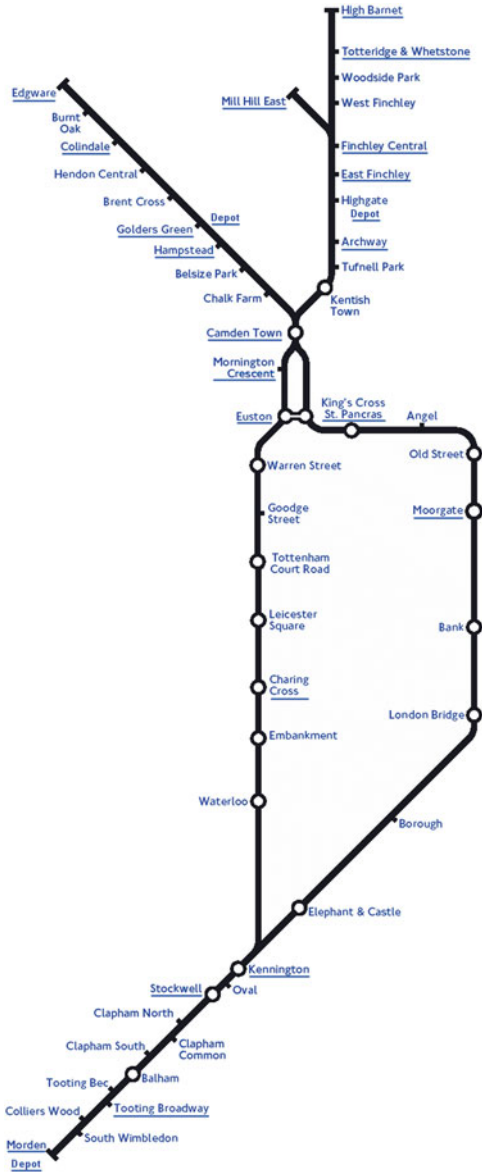 High Barnet
Totteridge & Whetstone
Woodside Park
Edgware
Mill Hill East
West Finchley
Burnt
Oak
Colindale
Finchley Central
Hendon Central
East Finchley
Brent Cross
Highgate
Depot
Depot
Golders Green
Archway
Hampstead
Tufnell Park
Belsize Park
Chalk Farm
Kentish
Town
Camden Town
Mornington
Crescent
Euston
King's Cross
St. Pancras
Angel
Old Street
Warren Street
Goodge
Street
Moorgate
Tottenham
Court Road
Leicester
Square
Bank
Charing
Cross
London Bridge
Embankment
Waterloo
Borough
Elephant & Castle
Kennington
Stockwell
Oval
Clapham North
Clapham South
Clapham
Common
Tooting Bec
Balham
Colliers Wood
Tooting Broadway
Morden
South Wimbledon
Depot